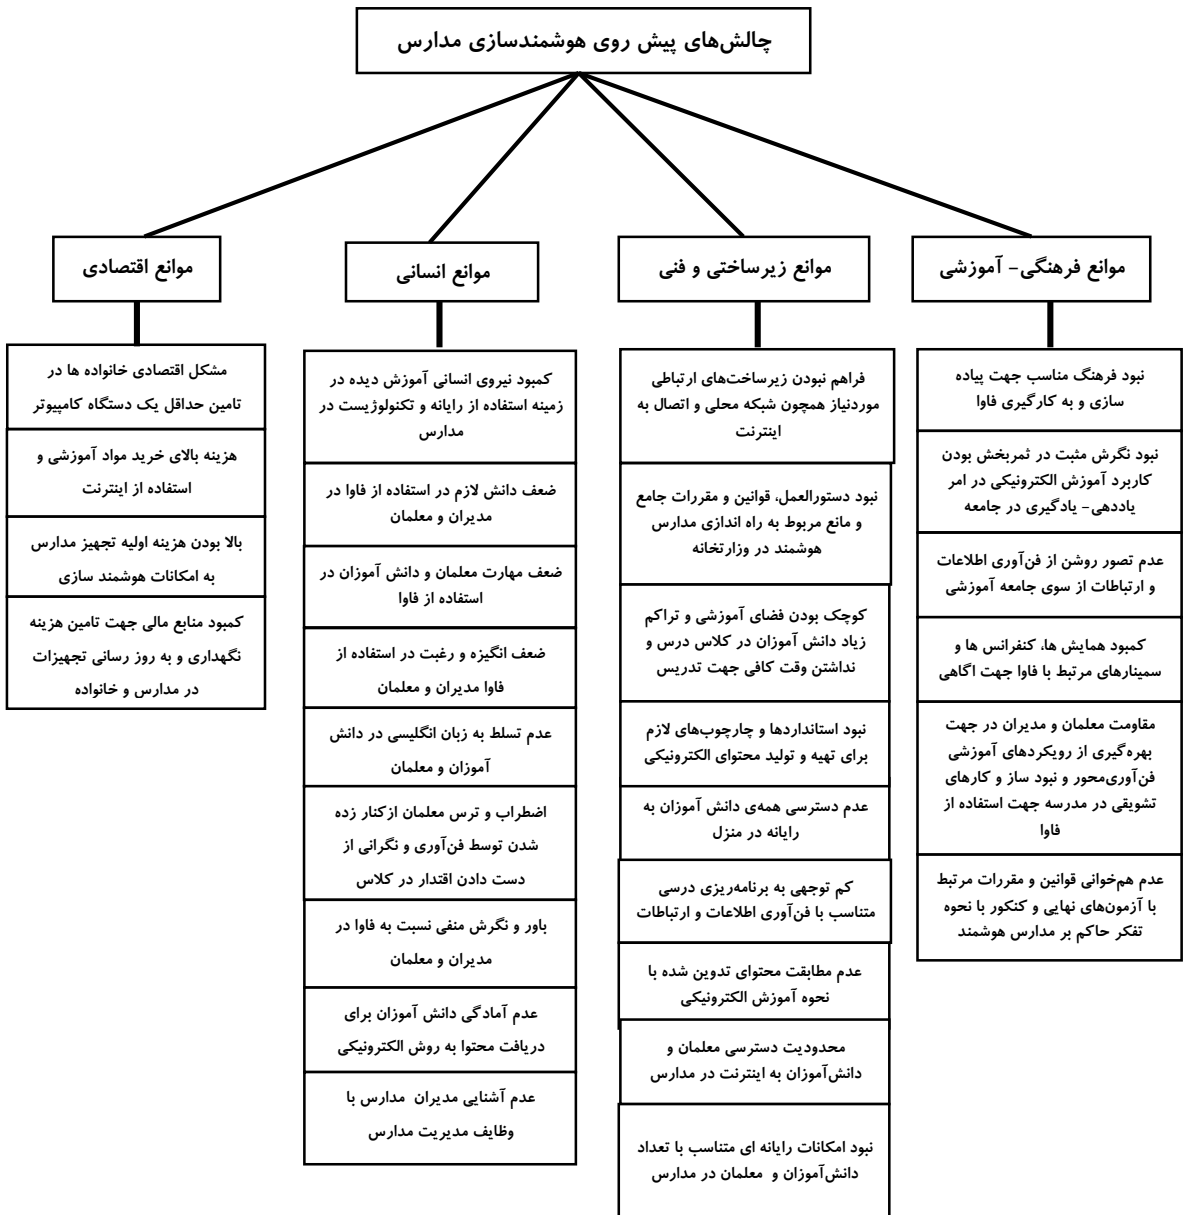 چالش‌های پیش روی هوشمندسازی مدارس
موانع فرهنگی- آموزشی
نبود فرهنگ مناسب جهت پیاده
سازی و به کارگیری فاوا
نبود نگرش مثبت در ثمربخش بودن
کاربرد آموزش الکترونیکی در امر
یاددهی- یادگیری در جامعه
عدم تصور روشن از فن‌آوری اطلاعات
و ارتباطات از سوی جامعه آموزشی
کمبود همایش ها، کنفرانس ها و
سمینارهای مرتبط با فاوا جهت اگاهی
مقاومت معلمان و مدیران در جهت
بهره‌گیری از رویکردهای آموزشی
فن‌آوری‌محور و نبود ساز و کارهای
تشویقی در مدرسه جهت استفاده از
فاوا
عدم هم‌خوانی قوانین و مقررات مرتبط
با آزمون‌های نهایی و کنکور با نحوه
تفکر حاکم بر مدارس هوشمند
موانع زیرساختی و فنی
فراهم نبودن زیرساخت‌های ارتباطی
موردنیاز همچون شبکه محلی و اتصال به
اینترنت
نبود دستورالعمل، قوانین و مقررات جامع
و مانع مربوط به راه اندازی مدارس
هوشمند در وزارتخانه
کوچک بودن فضای آموزشی و تراکم
زیاد دانش آموزان در کلاس درس و
نداشتن وقت کافی جهت تدریس
نبود استانداردها و چارچوب‌های لازم
برای تهیه و تولید محتوای الکترونیکی
عدم دسترسی همه‌ی دانش آموزان به
رایانه در منزل
کم توجهی به برنامه‌ریزی درسی
متناسب با فن‌آوری اطلاعات و ارتباطات
عدم مطابقت محتوای تدوین شده با
نحوه آموزش الکترونیکی
محدودیت دسترسی معلمان و
دانش‌آموزان به اینترنت در مدارس
نبود امکانات رایانه ای متناسب با تعداد
دانش‌آموزان و معلمان در مدارس
موانع انسانی
کمبود نیروی انسانی آموزش دیده در
زمینه استفاده از رایانه و تکنولوژیست در
مدارس
ضعف دانش لازم در استفاده از فاوا در
مدیران و معلمان
ضعف مهارت معلمان و دانش آموزان در
استفاده از فاوا
ضعف انگیزه و رغبت در استفاده از
فاوا مدیران و معلمان
عدم تسلط به زبان انگلیسی در دانش
آموزان و معلمان
اضطراب و ترس معلمان ازکنار زده
شدن توسط فن‌آوری و نگرانی از
دست دادن اقتدار در کلاس
باور و نگرش منفی نسبت به فاوا در
مدیران و معلمان
عدم آمادگی دانش آموزان برای
دریافت محتوا به روش الکترونیکی
عدم آشنایی مدیران مدارس با
وظایف مدیریت مدارس
موانع اقتصادی
مشکل اقتصادی خانواده ها در
تامین حداقل یک دستگاه کامپیوتر
هزینه بالای خرید مواد آموزشی و
استفاده از اینترنت
بالا بودن هزینه اولیه تجهیز مدارس
به امکانات هوشمند سازی
کمبود منابع مالی جهت تامین هزینه
نگهداری و به روز رسانی تجهیزات
در مدارس و خانواده